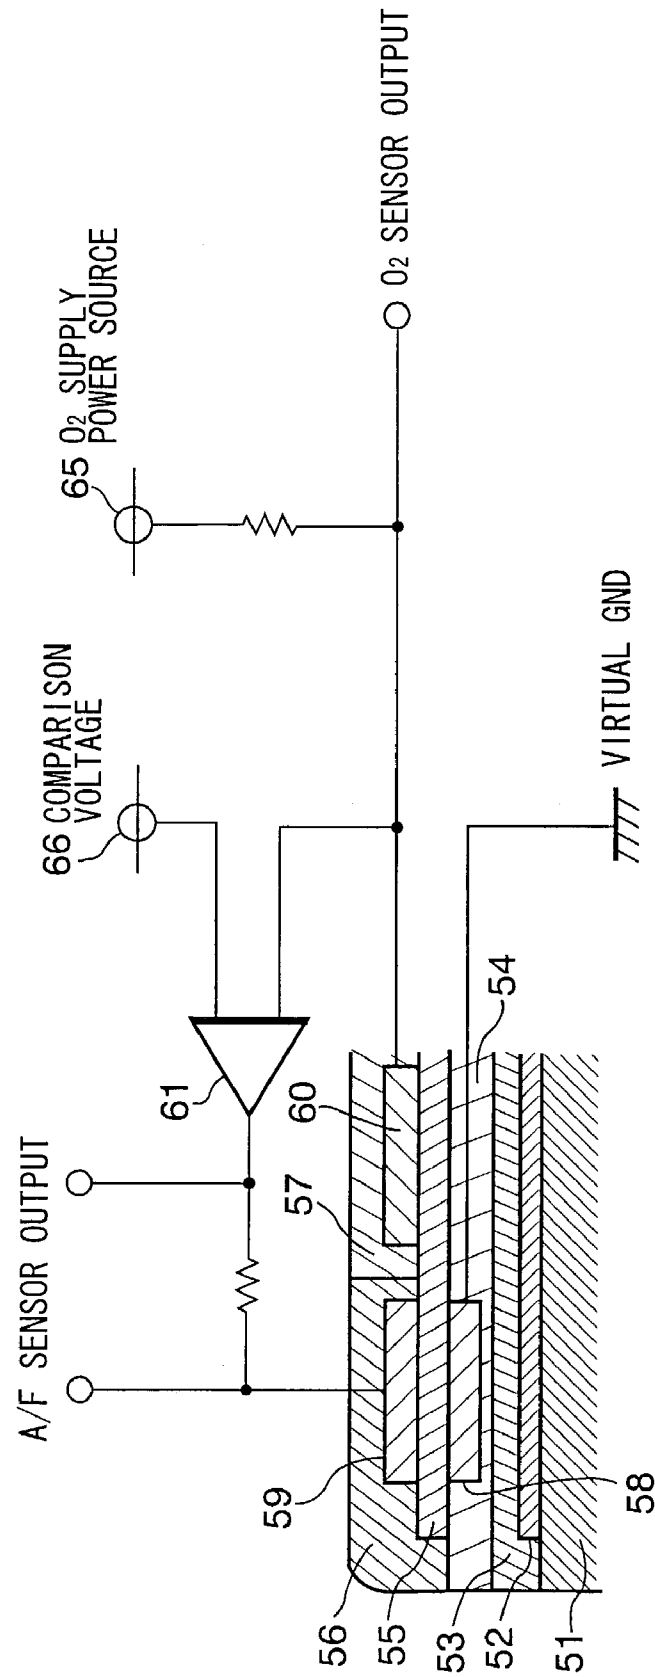 A/F SENSOR OUTPUT
66 COMPARISON
VOLTAGE
65 O2 SUPPLY
POWER SOURCE
O2 SENSOR OUTPUT
61
57
60
54
VIRTUAL GND
59
58
56
55
53
52
51